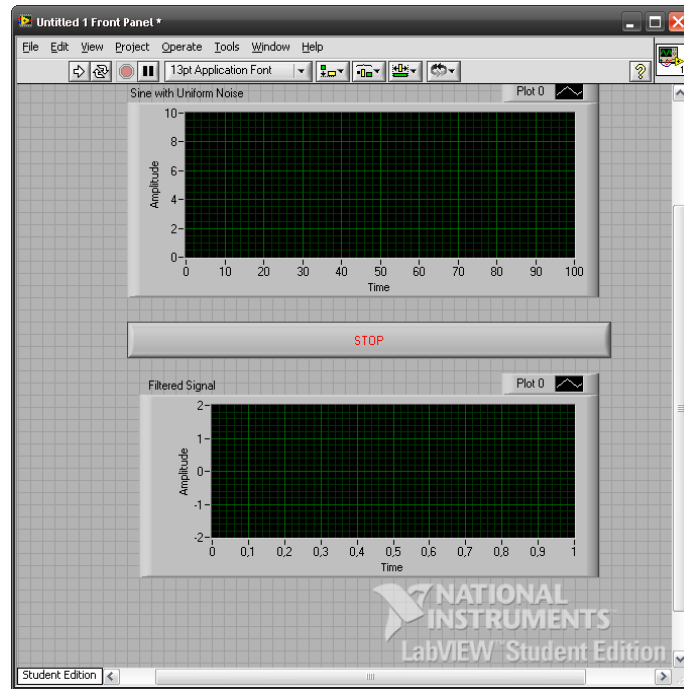 Untitled 1 Front Panel *
File Edit View Project Operate Tools Window Help
13pt Application Font
?
1
Sine with Uniform Noise
Plot 0
10
8
6
4
2
0
Amplitude
0 10 20 30 40 50 60 70 80 90 100
Time
STOP
Filtered Signal
Plot 0
2
1
0
-1
-2
Amplitude
0 0,1 0,2 0,3 0,4 0,5 0,6 0,7 0,8 0,9 1
Time
NATIONAL
INSTRUMENTS
LabVIEW™ Student Edition
Student Edition